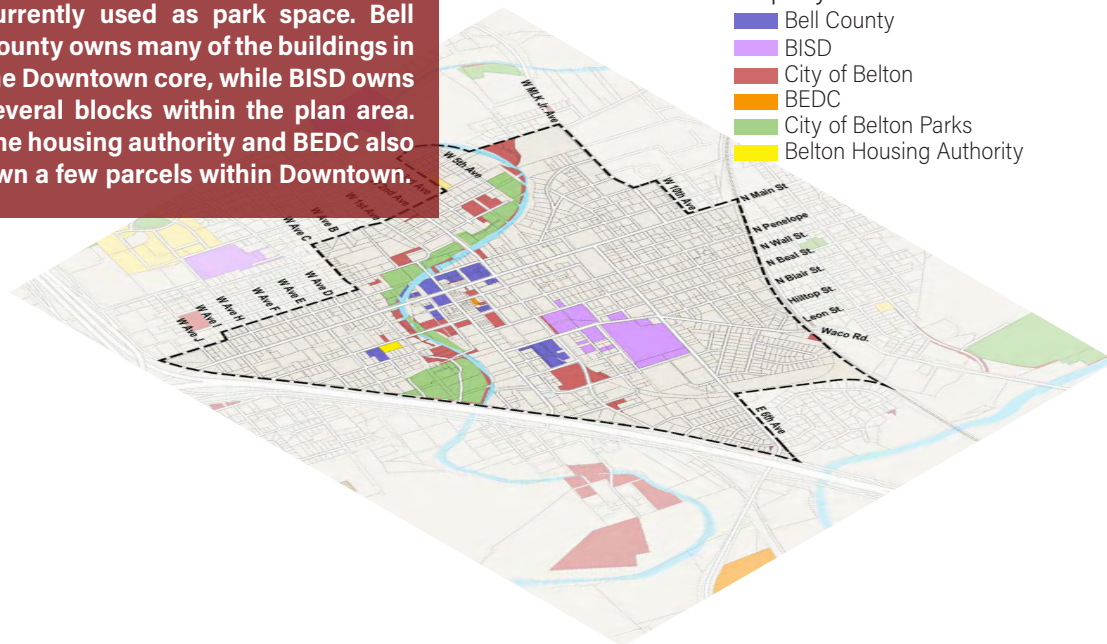 urrently used as park space. Bell
ounty owns many of the buildings in
e Downtown core, while BISD owns
everal blocks within the plan area.
he housing authority and BEDC also
wn a few parcels within Downtown.
Bell County
BISD
City of Belton
BEDC
City of Belton Parks
Belton Housing Authority
W MLK Jr. Ave
W 5th Ave
W 2nd Ave
W 1st Ave
W Ave B
W Ave C
W Ave D
W Ave E
W Ave F
W Ave H
W Ave I
W Ave J
W 10th Ave
N Main St
N Penelope
N Wall St.
N Beal St.
N Blair St.
Hilltop St.
Leon St.
Waco Rd.
E 6th Ave